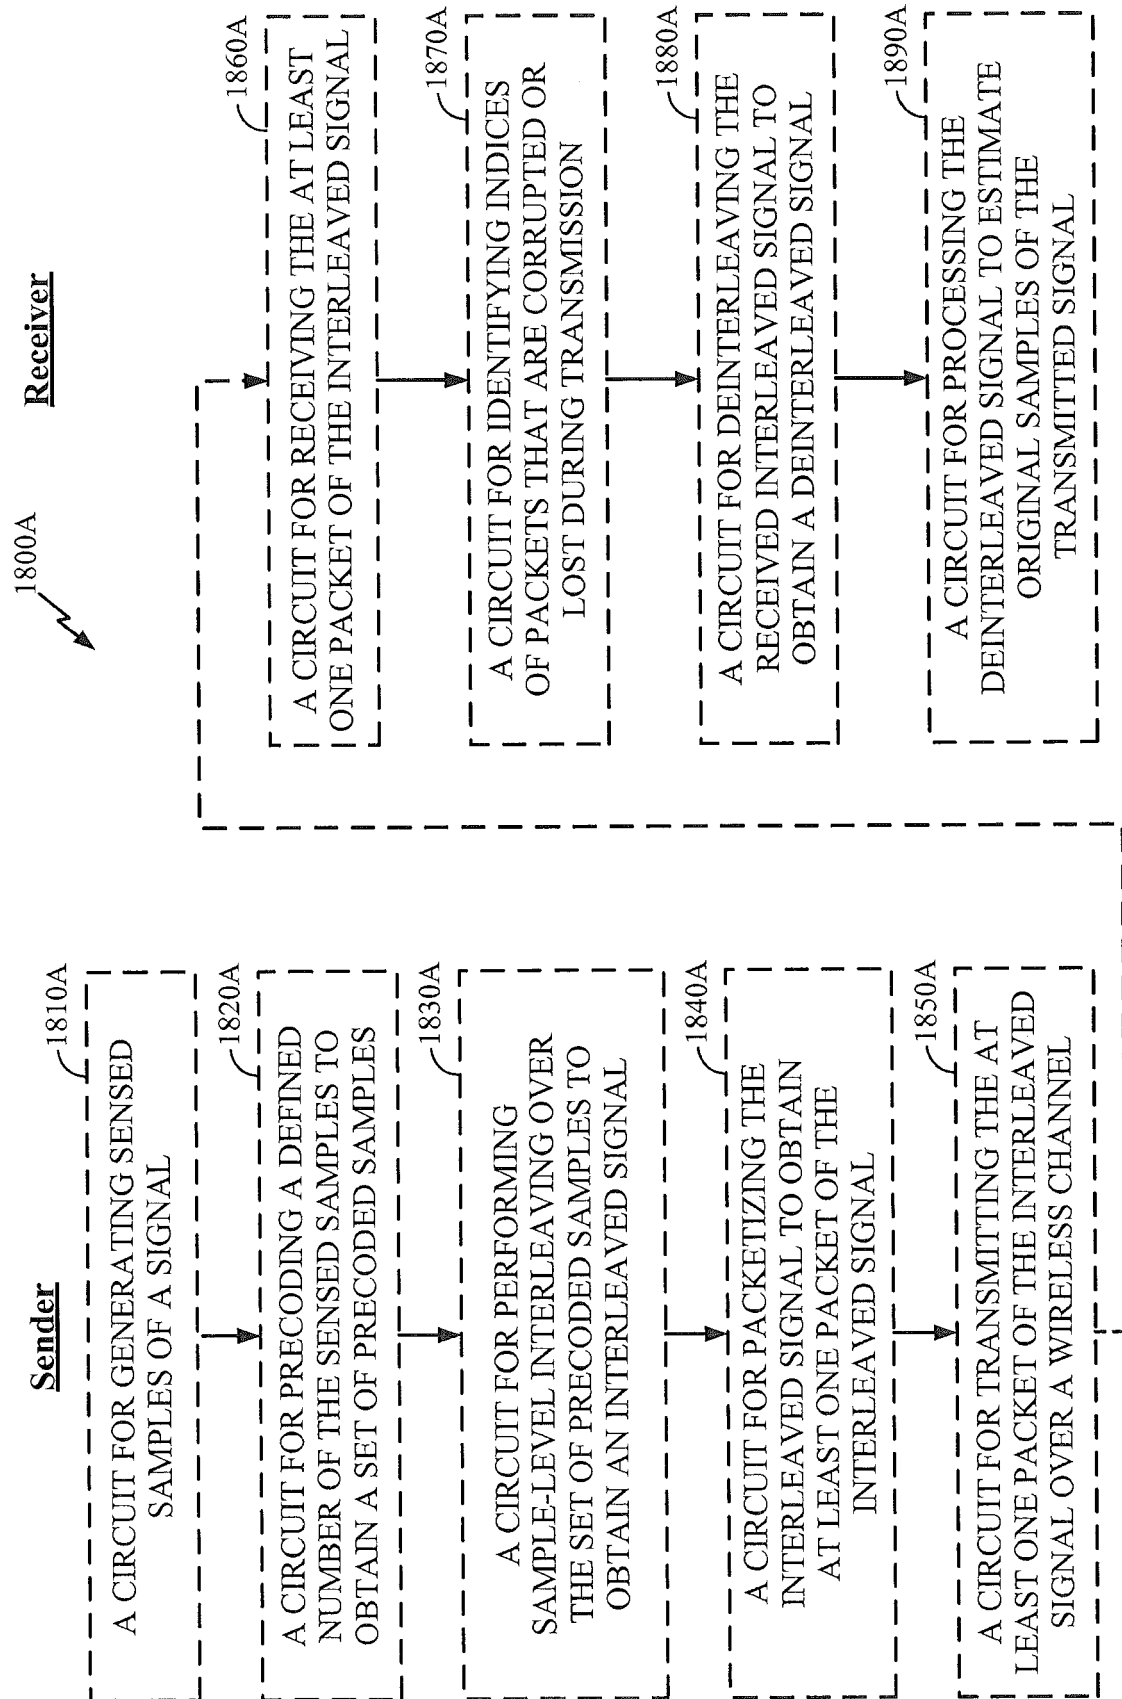 1800A
Sender
1810A
A CIRCUIT FOR GENERATING SENSED
SAMPLES OF A SIGNAL
1820A
A CIRCUIT FOR PRECODING A DEFINED
NUMBER OF THE SENSED SAMPLES TO
OBTAIN A SET OF PRECODED SAMPLES
1830A
A CIRCUIT FOR PERFORMING
SAMPLE-LEVEL INTERLEAVING OVER
THE SET OF PRECODED SAMPLES TO
OBTAIN AN INTERLEAVED SIGNAL
1840A
A CIRCUIT FOR PACKETIZING THE
INTERLEAVED SIGNAL TO OBTAIN
AT LEAST ONE PACKET OF THE
INTERLEAVED SIGNAL
1850A
A CIRCUIT FOR TRANSMITTING THE AT
LEAST ONE PACKET OF THE INTERLEAVED
SIGNAL OVER A WIRELESS CHANNEL
Receiver
1860A
A CIRCUIT FOR RECEIVING THE AT LEAST
ONE PACKET OF THE INTERLEAVED SIGNAL
1870A
A CIRCUIT FOR IDENTIFYING INDICES
OF PACKETS THAT ARE CORRUPTED OR
LOST DURING TRANSMISSION
1880A
A CIRCUIT FOR DEINTERLEAVING THE
RECEIVED INTERLEAVED SIGNAL TO
OBTAIN A DEINTERLEAVED SIGNAL
1890A
A CIRCUIT FOR PROCESSING THE
DEINTERLEAVED SIGNAL TO ESTIMATE
ORIGINAL SAMPLES OF THE
TRANSMITTED SIGNAL